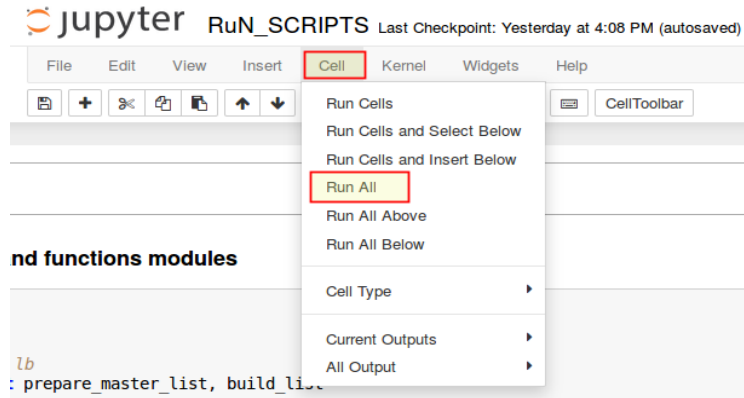 jupyter RuN_SCRIPTS Last Checkpoint: Yesterday at 4:08 PM (autosaved)
File Edit View Insert Cell Kernel Widgets Help
CellToolbar
Run Cells
Run Cells and Select Below
Run Cells and Insert Below
Run All
Run All Above
Run All Below
nd functions modules
Cell Type
Current Outputs
lb
All Output
: prepare_master_list, build_list